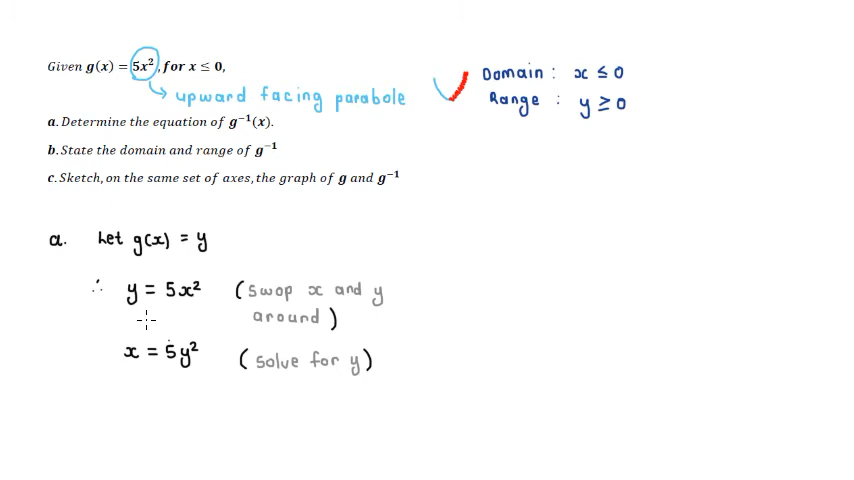 Given g(x) = 5x², for x ≤ 0,
upward facing parabole
Domain : x ≤ 0
Range : y ≥ 0
a. Determine the equation of g⁻¹(x).
b. State the domain and range of g⁻¹
c. Sketch, on the same set of axes, the graph of g and g⁻¹
a. Let g(x) = y
∴ y = 5x² (swop x and y
around)
x = 5y² (solve for y)